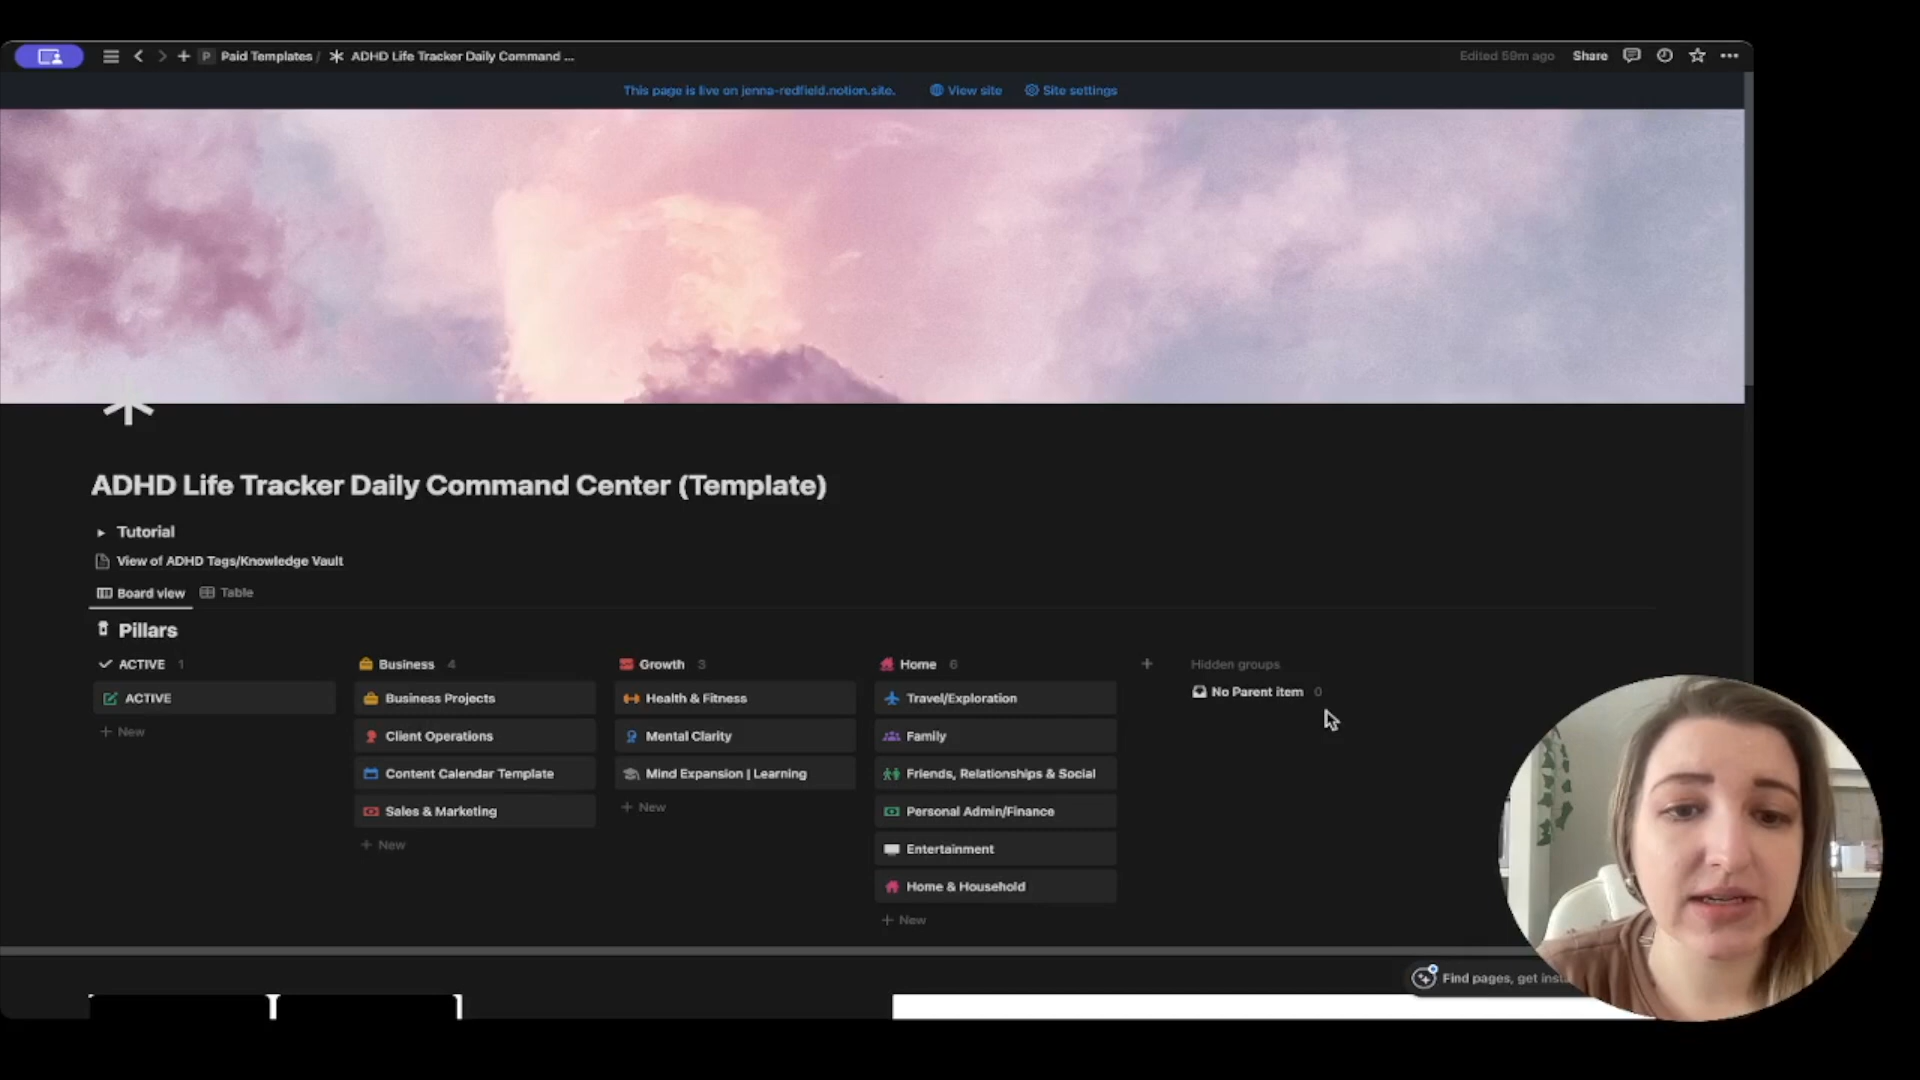 P Paid Templates / ADHD Life Tracker Daily Command ...
Edited 59m ago Share
This page is live on jenna-redfield.notion.site. View site Site settings
ADHD Life Tracker Daily Command Center (Template)
Tutorial
View of ADHD Tags/Knowledge Vault
Board view Table
Pillars
ACTIVE 1
ACTIVE
+ New
Business 4
Business Projects
Client Operations
Content Calendar Template
Sales & Marketing
+ New
Growth 3
Health & Fitness
Mental Clarity
Mind Expansion | Learning
+ New
Home 6
Travel/Exploration
Family
Friends, Relationships & Social
Personal Admin/Finance
Entertainment
Home & Household
+ New
Hidden groups
No Parent item 0
Find pages, get